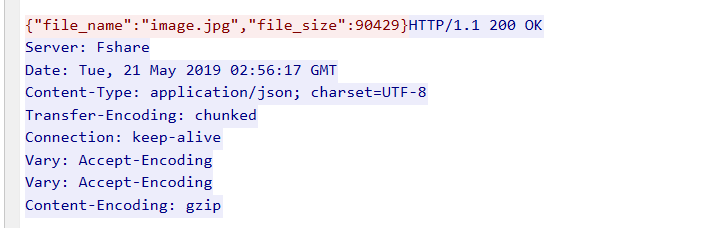 {"file_name":"image.jpg","file_size":90429}HTTP/1.1 200 OK
Server: Fshare
Date: Tue, 21 May 2019 02:56:17 GMT
Content-Type: application/json; charset=UTF-8
Transfer-Encoding: chunked
Connection: keep-alive
Vary: Accept-Encoding
Vary: Accept-Encoding
Content-Encoding: gzip